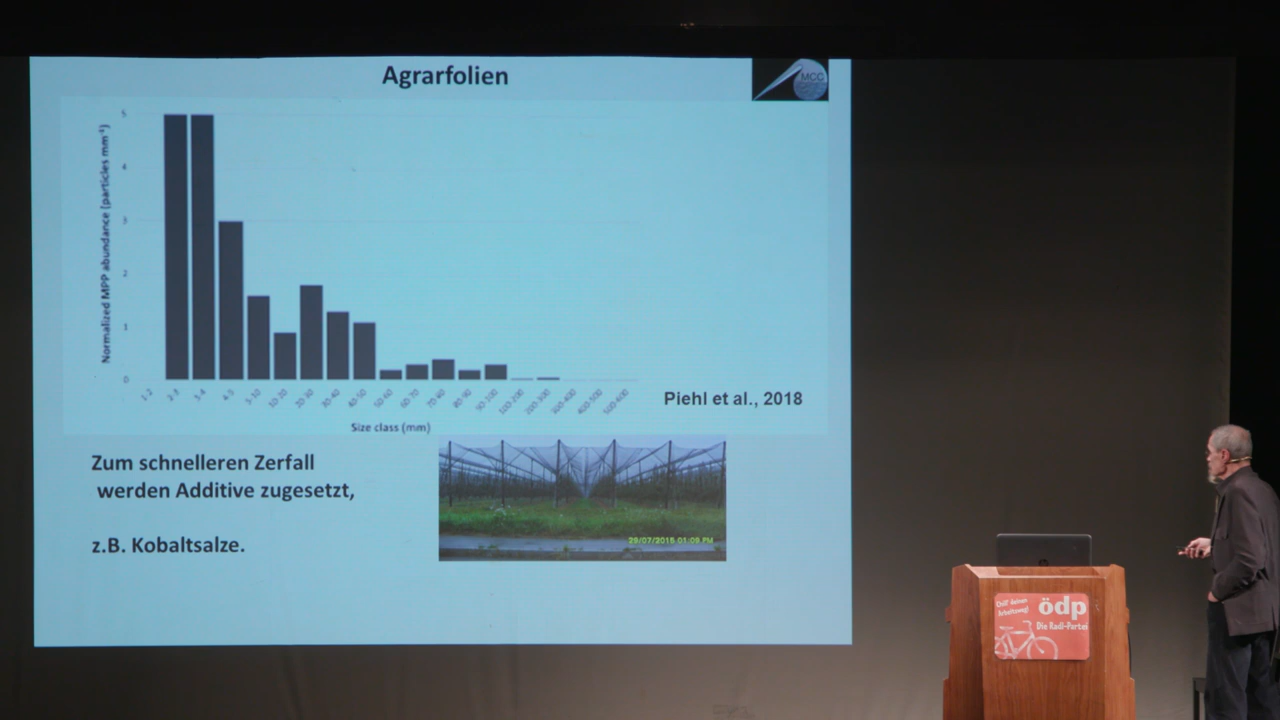 Agrarfolien
MCC
Normalized MPP abundance (particles mm⁻¹)
5
4
3
2
1
0
1-2
2-3
3-4
4-5
5-10
10-20
20-30
30-40
40-50
50-60
60-70
70-80
80-90
90-100
100-200
200-300
300-400
400-500
500-600
Size class (mm)
Piehl et al., 2018
Zum schnelleren Zerfall
werden Additive zugesetzt,
z.B. Kobaltsalze.
29/07/2015 01:09 PM
ödp
Die Radl-Partei